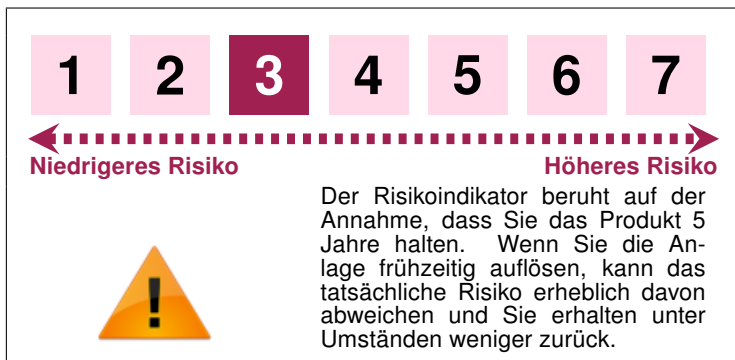 1 2 3 4 5 6 7
Niedrigeres Risiko Höheres Risiko
Der Risikoindikator beruht auf der
Annahme, dass Sie das Produkt 5
Jahre halten. Wenn Sie die An-
lage frühzeitig auflösen, kann das
tatsächliche Risiko erheblich davon
abweichen und Sie erhalten unter
Umständen weniger zurück.
!